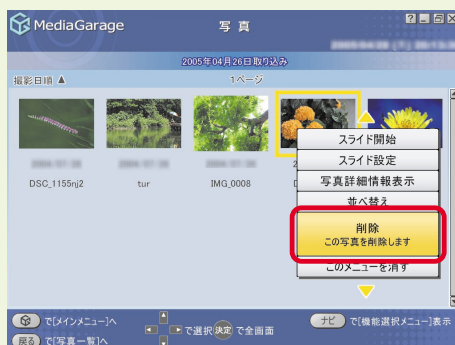 MediaGarage
写真
2005年04月26日取り込み
撮影日順 ▲
1ページ
DSC_1155nj2
tur
IMG_0008
スライド開始
スライド設定
写真詳細情報表示
並べ替え
削除
この写真を削除します
このメニューを消す
で[メインメニュー]へ
で選択 決定 で全画面
ナビ で[機能選択メニュー]表示
戻る で[写真一覧]へ